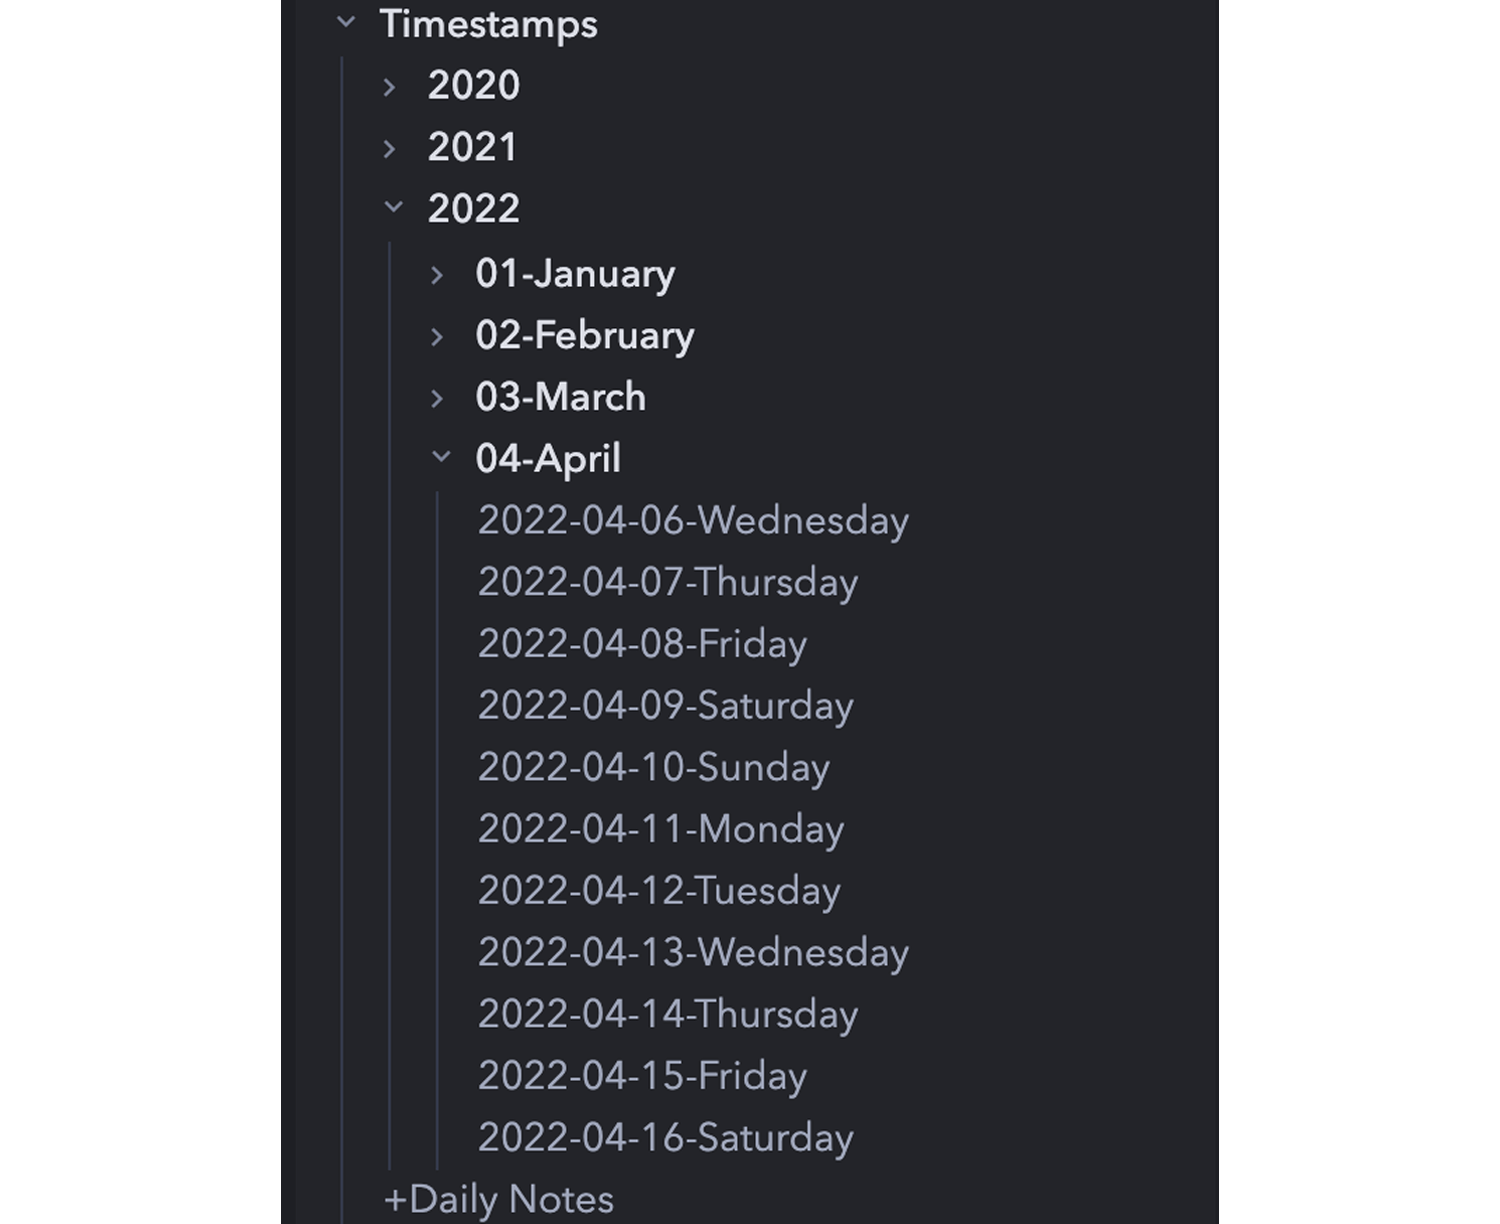 Timestamps
2020
2021
2022
01-January
02-February
03-March
04-April
2022-04-06-Wednesday
2022-04-07-Thursday
2022-04-08-Friday
2022-04-09-Saturday
2022-04-10-Sunday
2022-04-11-Monday
2022-04-12-Tuesday
2022-04-13-Wednesday
2022-04-14-Thursday
2022-04-15-Friday
2022-04-16-Saturday
+Daily Notes